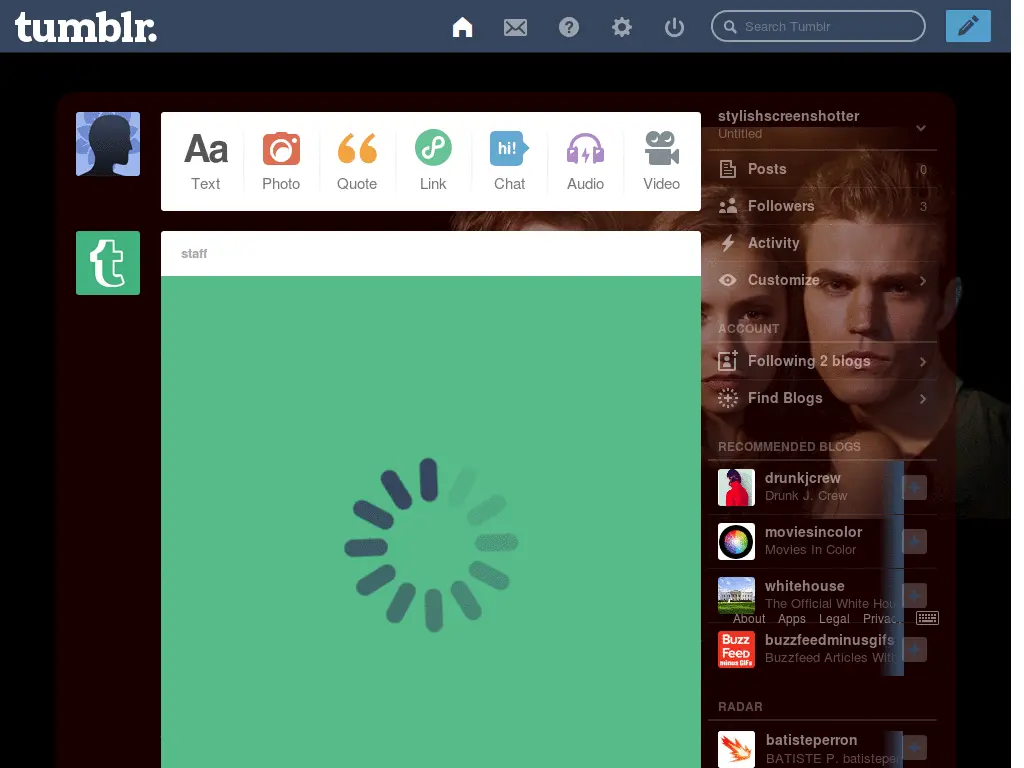 tumblr.
Search Tumblr
Aa
hi!
Text Photo Quote Link Chat Audio Video
stylishscreenshotter
Untitled
Posts 0
Followers 3
Activity
Customize
ACCOUNT
Following 2 blogs
Find Blogs
RECOMMENDED BLOGS
drunkjcrew
Drunk J. Crew
moviesincolor
Movies In Color
whitehouse
The Official White Hou
About Apps Legal Privac
Buzz
FeeD
minus GIFs
buzzfeedminusgifs
Buzzfeed Articles With
RADAR
batisteperron
BATISTE P. batisteper
t
staff